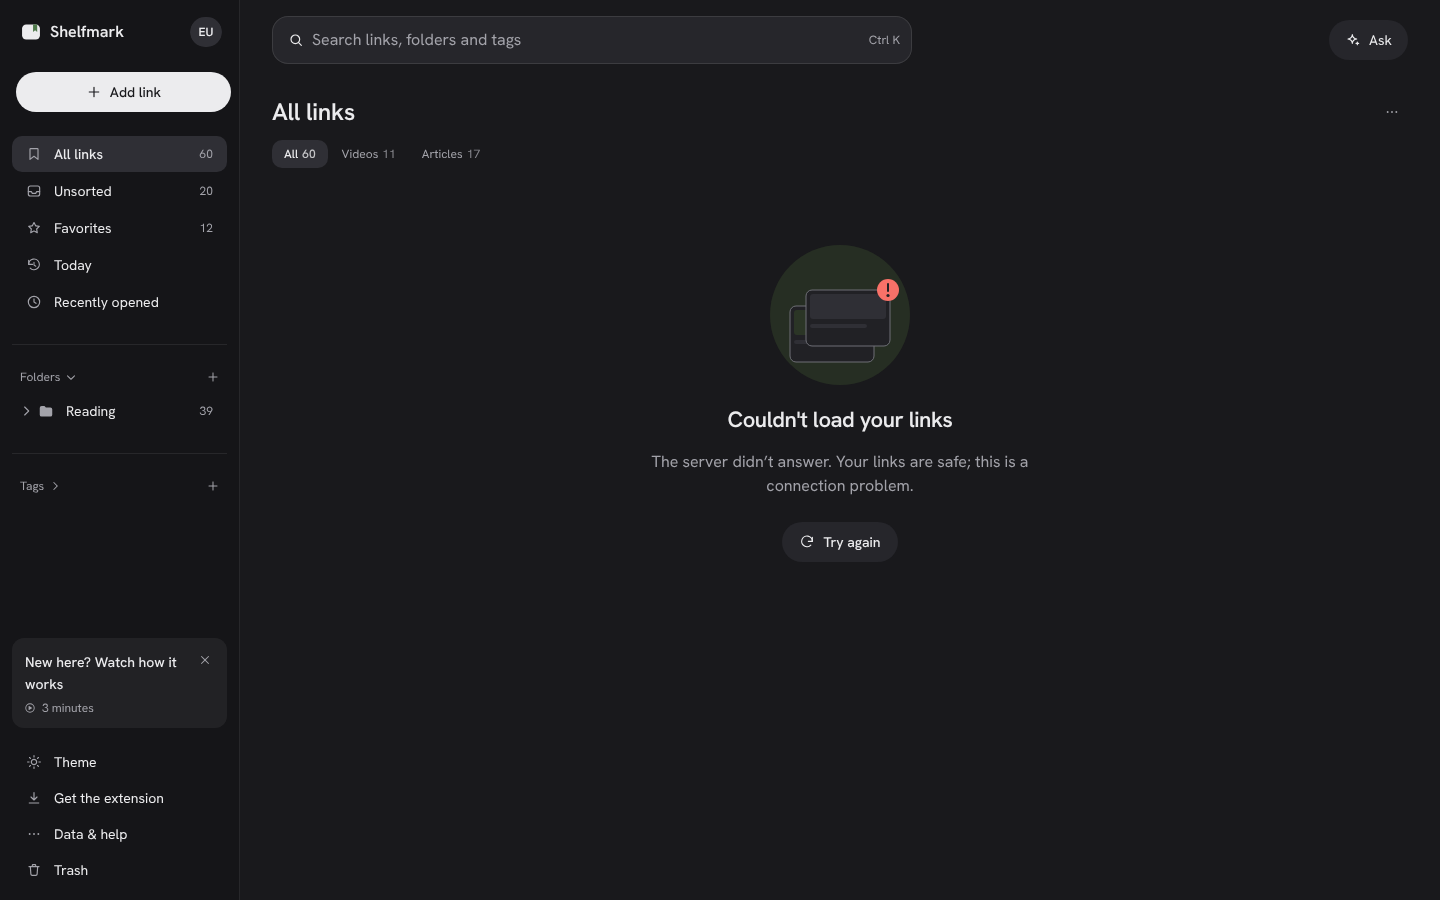 Shelfmark
EU
Add link
All links 60
Unsorted 20
Favorites 12
Today
Recently opened
Folders
Reading 39
Tags
New here? Watch how it
works
3 minutes
Theme
Get the extension
Data & help
Trash
Search links, folders and tags Ctrl K
Ask
All links
All 60 Videos 11 Articles 17
Couldn't load your links
The server didn’t answer. Your links are safe; this is a
connection problem.
Try again